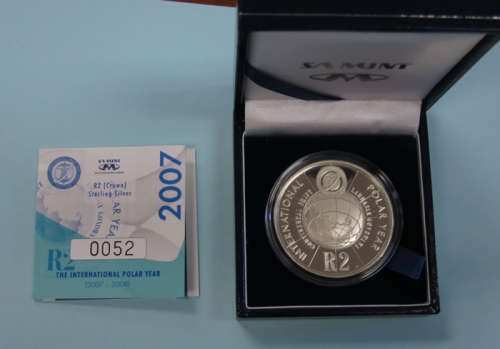 SA MINT
R2 (Crown)
Sterling-Silver
2007
0052
R2
THE INTERNATIONAL POLAR YEAR
(2007 - 2008)
SA MINT
INTERNATIONAL
POLAR YEAR
R2